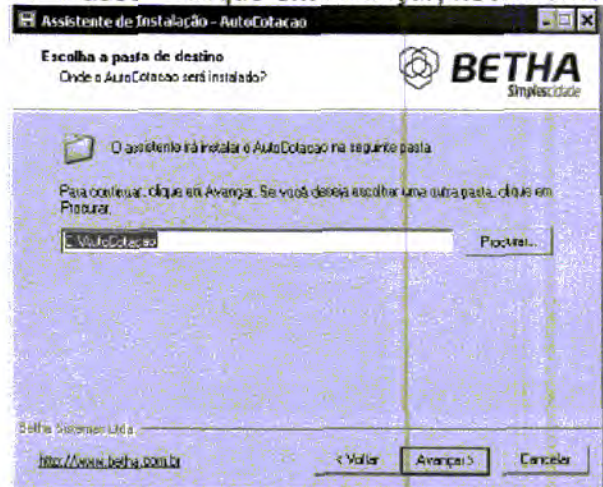 Assistente de Instalação - AutoCotacao
Escolha a pasta de destino
Onde o AutoCotacao será instalado?
BETHA
Simplescidade
O assistente irá instalar o AutoCotacao na seguinte pasta
Para continuar, clique em Avançar. Se você deseja escolher uma outra pasta, clique em
Procurar.
C:\AutoCotacao
Procurar...
Betha Sistemas Ltda
http://www.betha.com.br
< Voltar
Avançar >
Cancelar